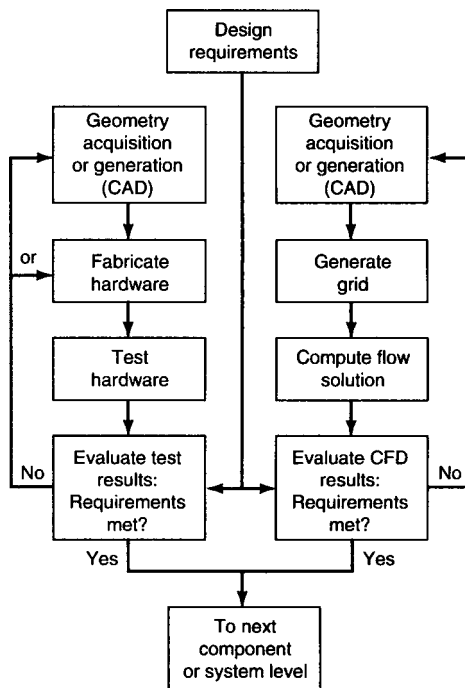 Design
requirements
Geometry
acquisition
or generation
(CAD)
Geometry
acquisition
or generation
(CAD)
or
Fabricate
hardware
Generate
grid
Test
hardware
Compute flow
solution
No
Evaluate test
results:
Requirements
met?
Evaluate CFD
results:
Requirements
met?
No
Yes
Yes
To next
component
or system level